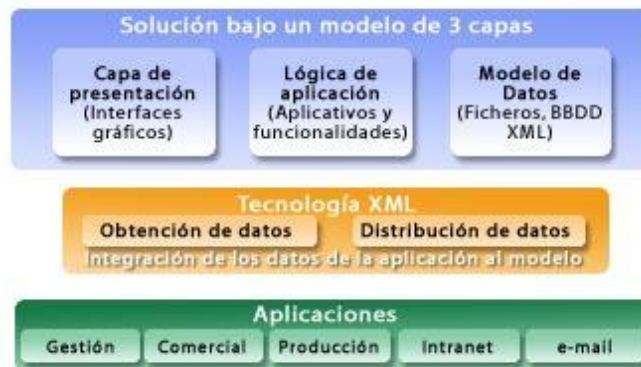 Solución bajo un modelo de 3 capas
Capa de
presentación
(Interfaces
gráficos)
Lógica de
aplicación
(Aplicativos y
funcionalidades)
Modelo de
Datos
(Ficheros, BBDD
XML)
Tecnología XML
Obtención de datos
Distribución de datos
Integración de los datos de la aplicación al modelo
Aplicaciones
Gestión
Comercial
Producción
Intranet
e-mail